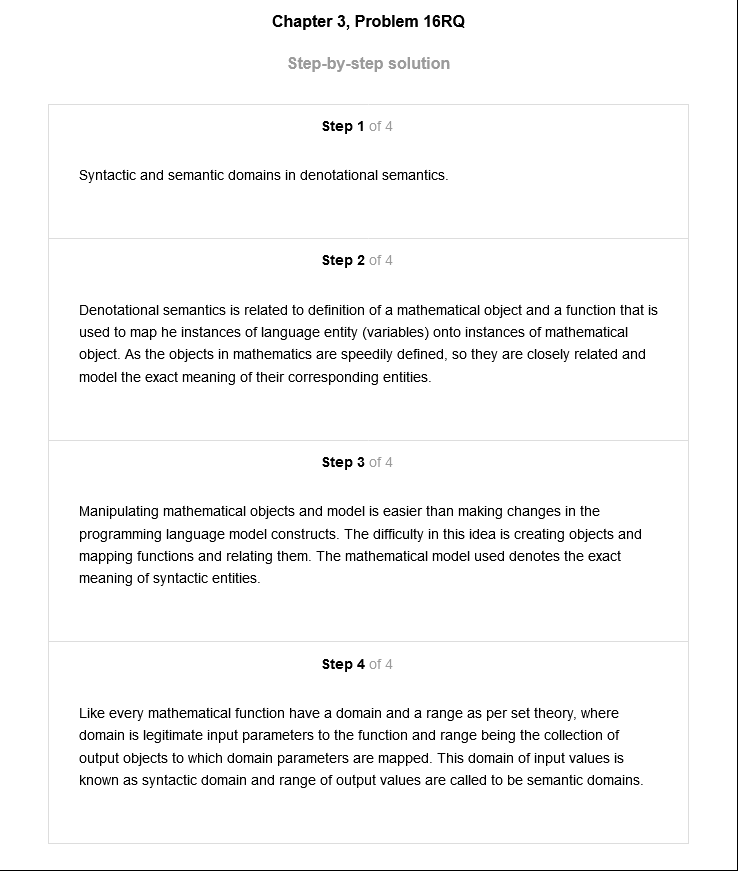 Chapter 3, Problem 16RQ
Step-by-step solution
Step 1 of 4
Syntactic and semantic domains in denotational semantics.
Step 2 of 4
Denotational semantics is related to definition of a mathematical object and a function that is
used to map he instances of language entity (variables) onto instances of mathematical
object. As the objects in mathematics are speedily defined, so they are closely related and
model the exact meaning of their corresponding entities.
Step 3 of 4
Manipulating mathematical objects and model is easier than making changes in the
programming language model constructs. The difficulty in this idea is creating objects and
mapping functions and relating them. The mathematical model used denotes the exact
meaning of syntactic entities.
Step 4 of 4
Like every mathematical function have a domain and a range as per set theory, where
domain is legitimate input parameters to the function and range being the collection of
output objects to which domain parameters are mapped. This domain of input values is
known as syntactic domain and range of output values are called to be semantic domains.